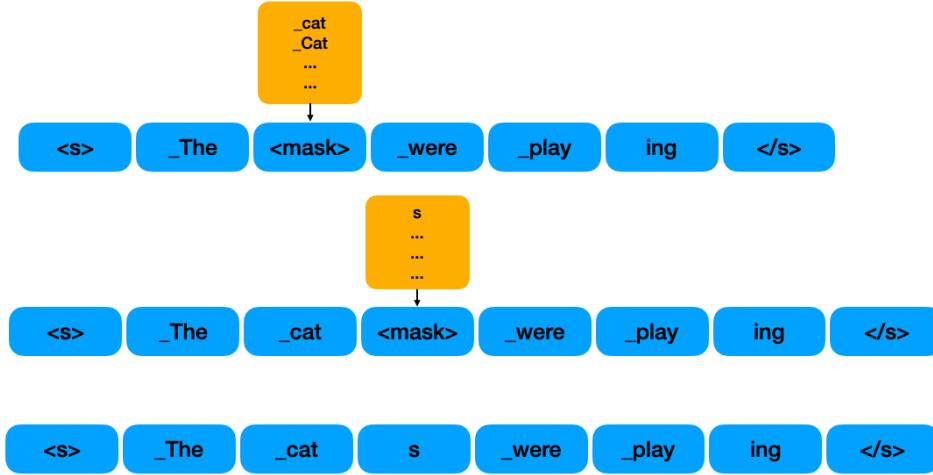 _cat
_Cat
...
...
<s> _The <mask> _were _play ing </s>
s
...
...
...
<s> _The _cat <mask> _were _play ing </s>
<s> _The _cat s _were _play ing </s>